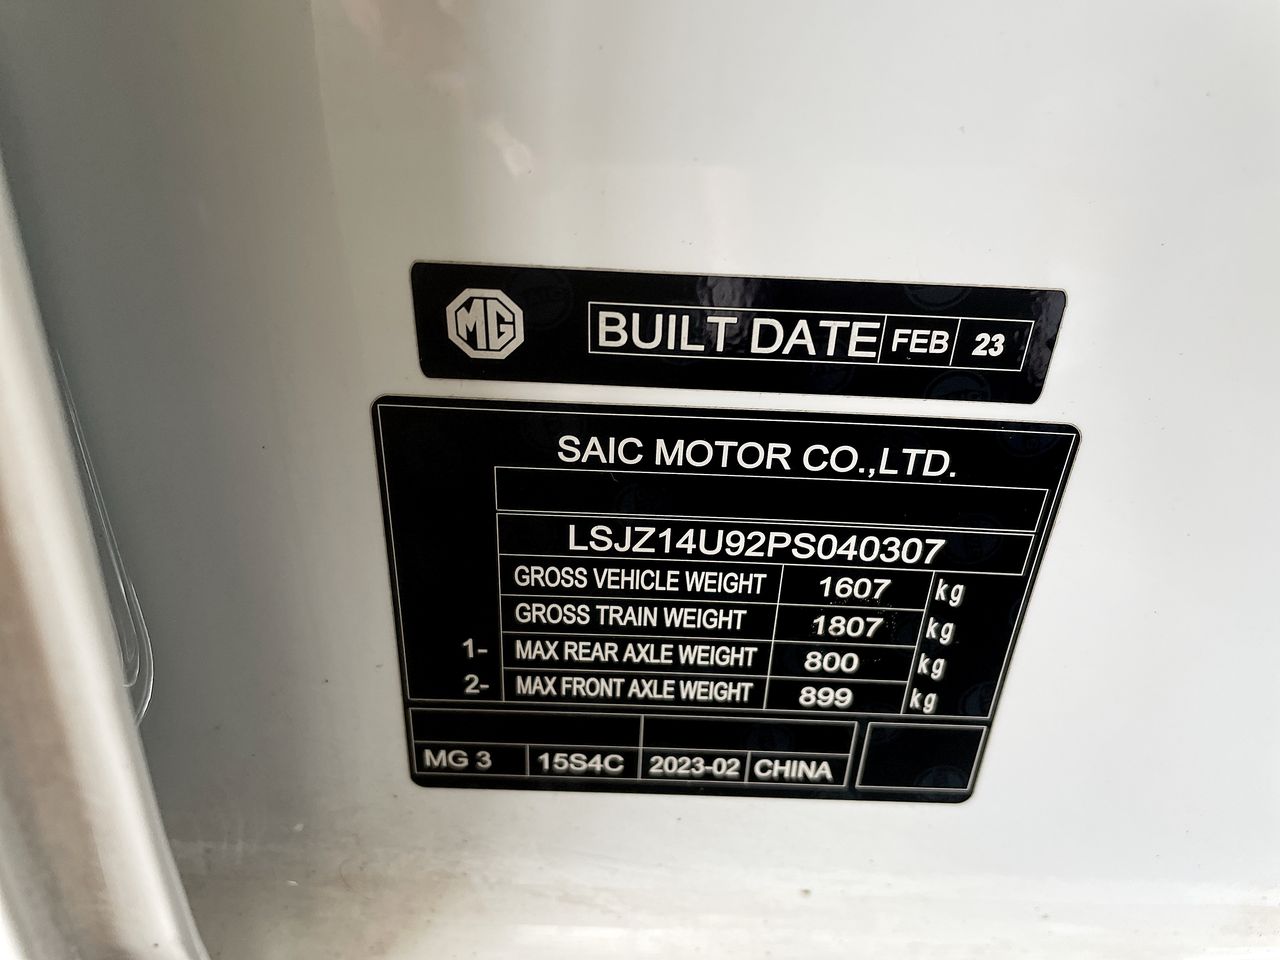 MG BUILT DATE FEB 23
SAIC MOTOR CO.,LTD.
LSJZ14U92PS040307
GROSS VEHICLE WEIGHT 1607 kg
GROSS TRAIN WEIGHT 1807 kg
1- MAX REAR AXLE WEIGHT 800 kg
2- MAX FRONT AXLE WEIGHT 899 kg
MG 3 15S4C 2023-02 CHINA